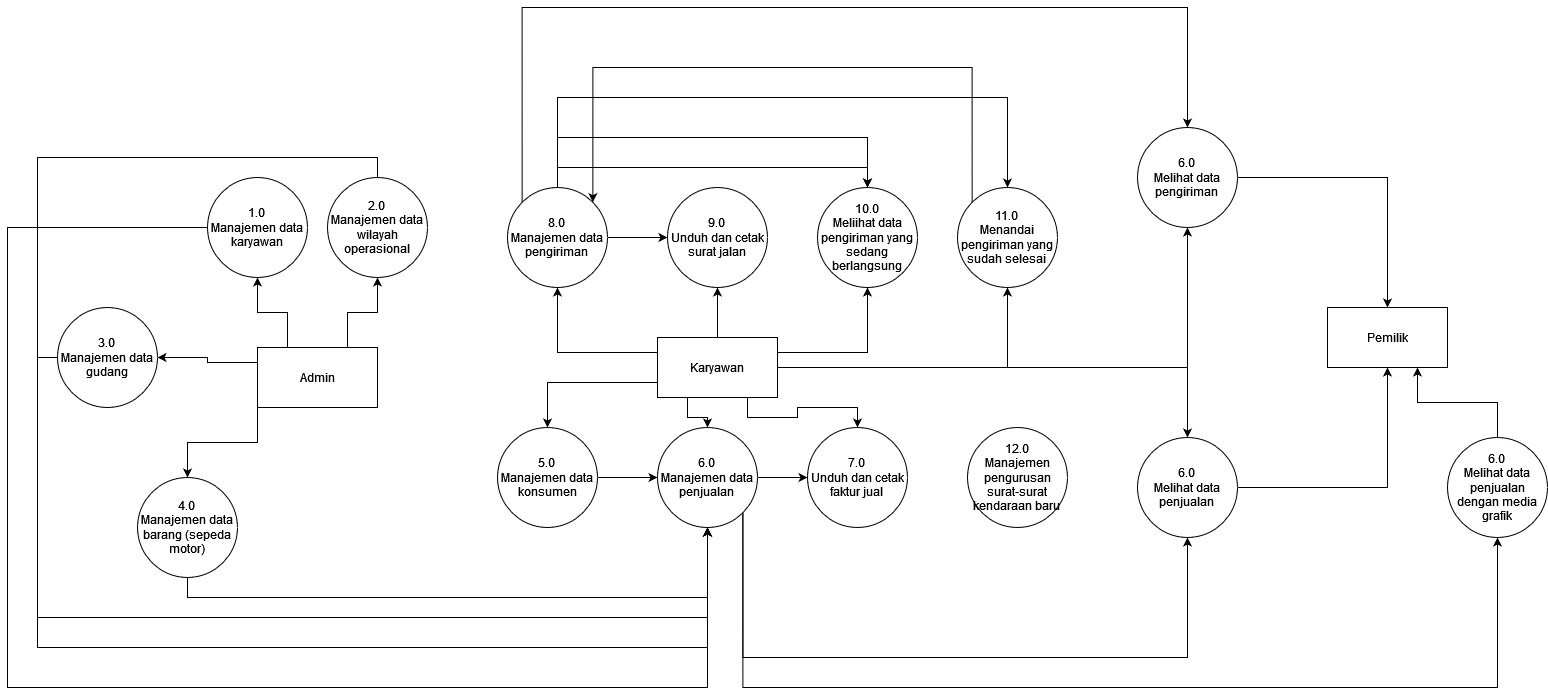 1.0
Manajemen data
karyawan
2.0
Manajemen data
wilayah
operasional
3.0
Manajemen data
gudang
Admin
4.0
Manajemen data
barang (sepeda
motor)
8.0
Manajemen data
pengiriman
9.0
Unduh dan cetak
surat jalan
10.0
Meliihat data
pengiriman yang
sedang
berlangsung
11.0
Menandai
pengiriman yang
sudah selesai
Karyawan
5.0
Manajemen data
konsumen
6.0
Manajemen data
penjualan
7.0
Unduh dan cetak
faktur jual
12.0
Manajemen
pengurusan
surat-surat
kendaraan baru
6.0
Melihat data
pengiriman
Pemilik
6.0
Melihat data
penjualan
6.0
Melihat data
penjualan
dengan media
grafik